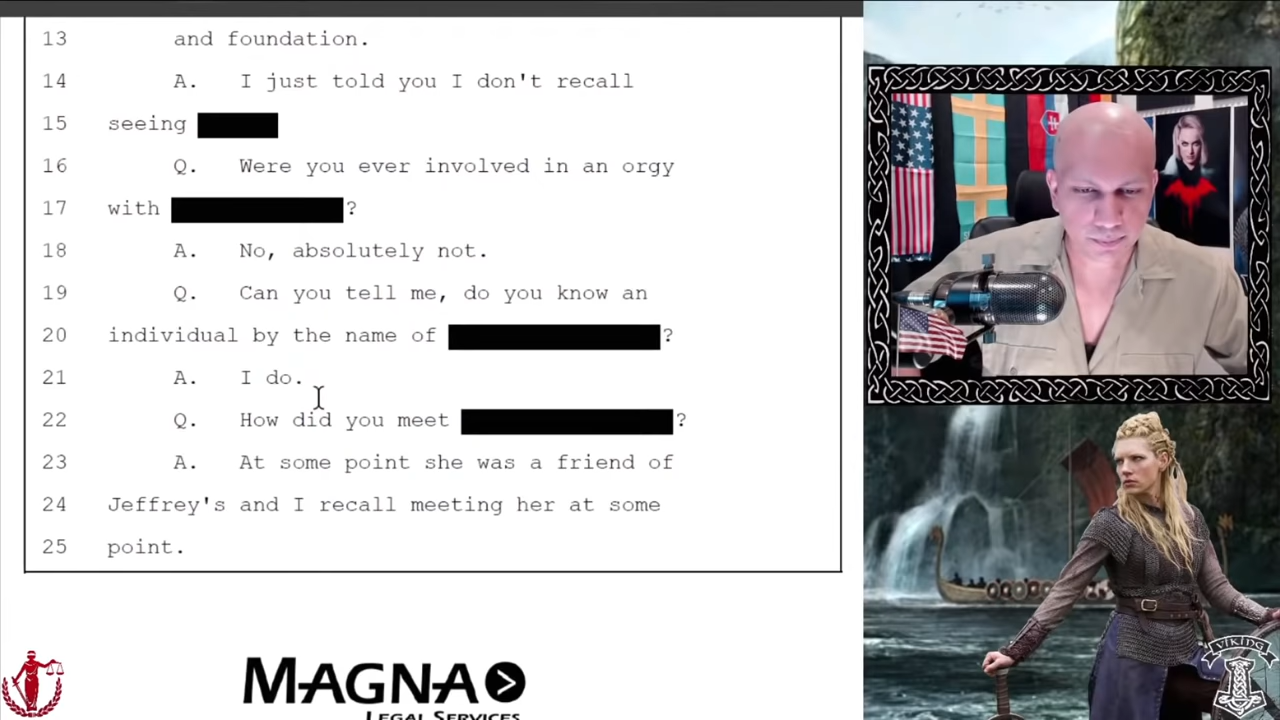 13 and foundation.
14 A. I just told you I don't recall
15 seeing
16 Q. Were you ever involved in an orgy
17 with ?
18 A. No, absolutely not.
19 Q. Can you tell me, do you know an
20 individual by the name of ?
21 A. I do.
22 Q. How did you meet ?
23 A. At some point she was a friend of
24 Jeffrey's and I recall meeting her at some
25 point.
MAGNA
LEGAL SERVICES
VIKING